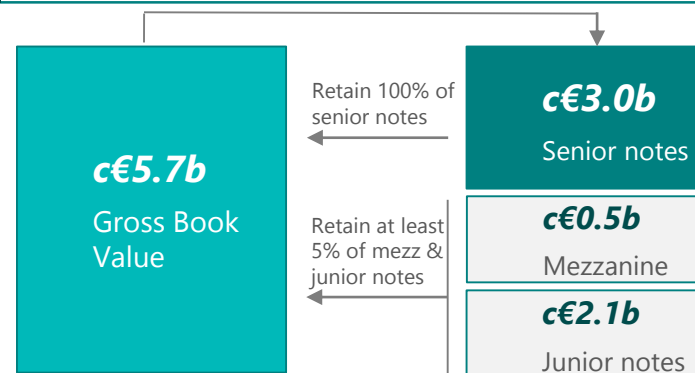 c€5.7b
Gross Book
Value
Retain 100% of
senior notes
Retain at least
5% of mezz &
junior notes
c€3.0b
Senior notes
c€0.5b
Mezzanine
c€2.1b
Junior notes